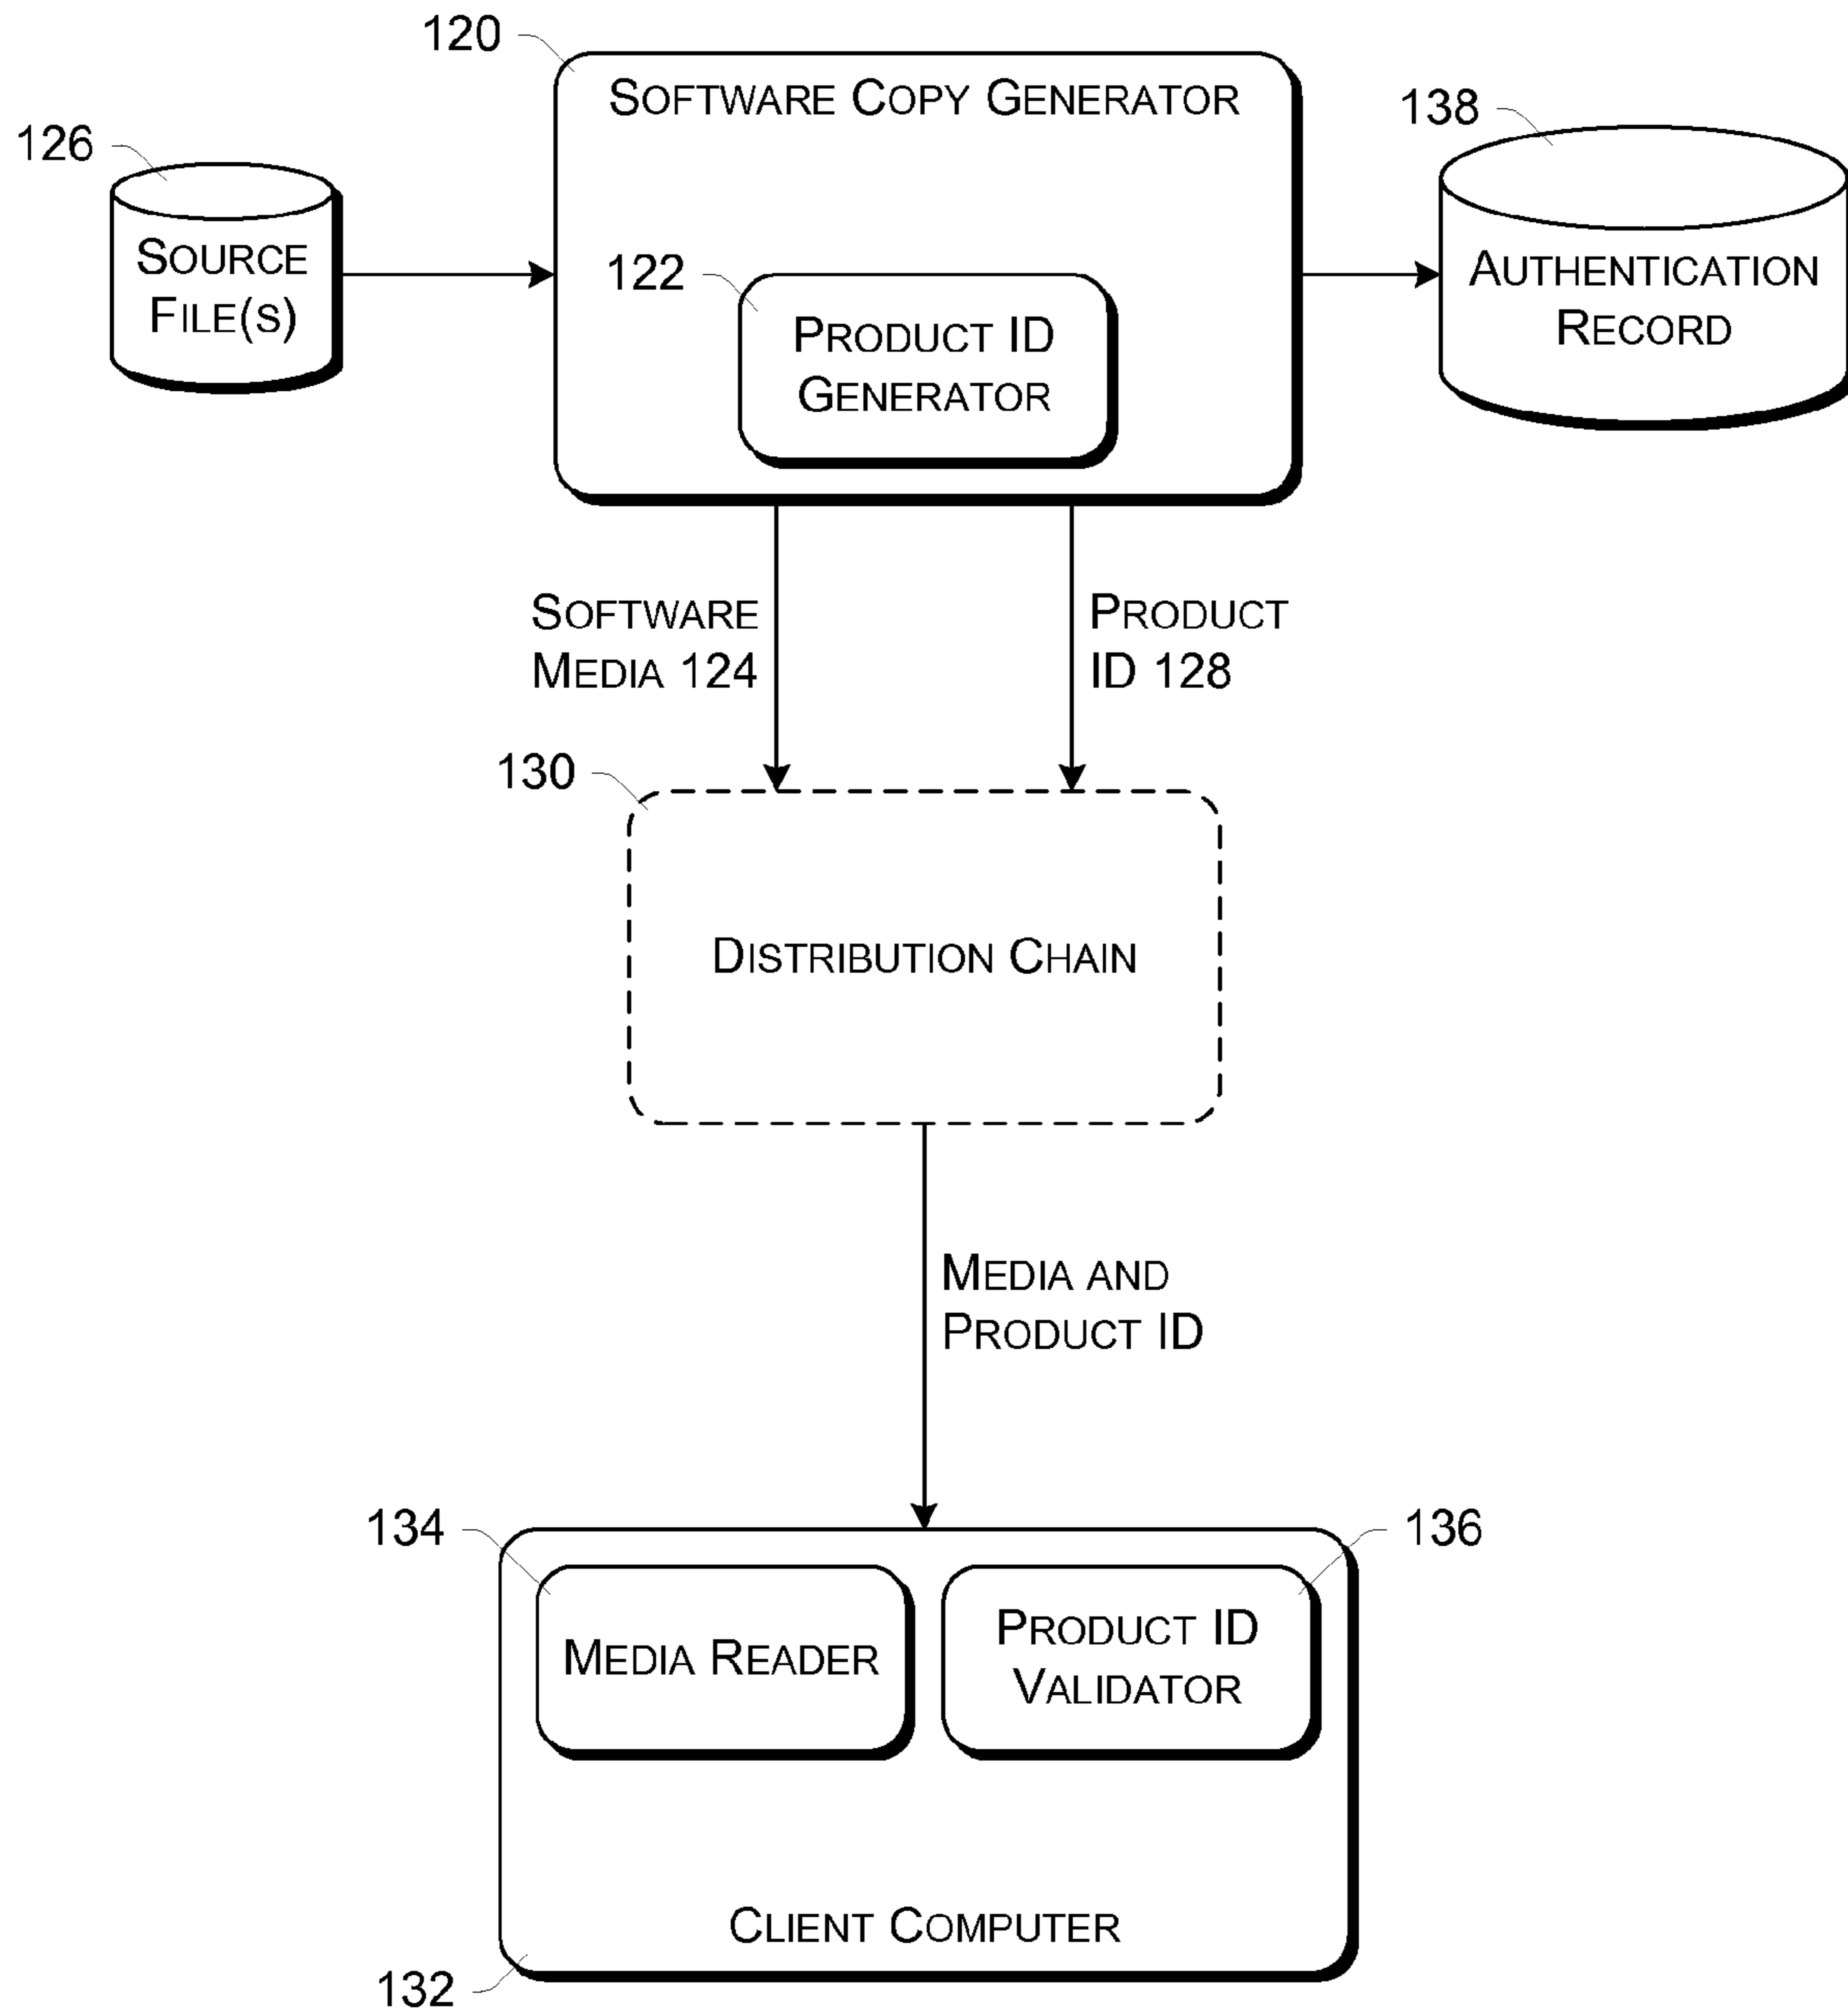 120
SOFTWARE COPY GENERATOR
138
126
SOURCE
FILE(S)
122
PRODUCT ID
GENERATOR
AUTHENTICATION
RECORD
SOFTWARE
MEDIA 124
PRODUCT
ID 128
130
DISTRIBUTION CHAIN
MEDIA AND
PRODUCT ID
134
136
MEDIA READER
PRODUCT ID
VALIDATOR
CLIENT COMPUTER
132